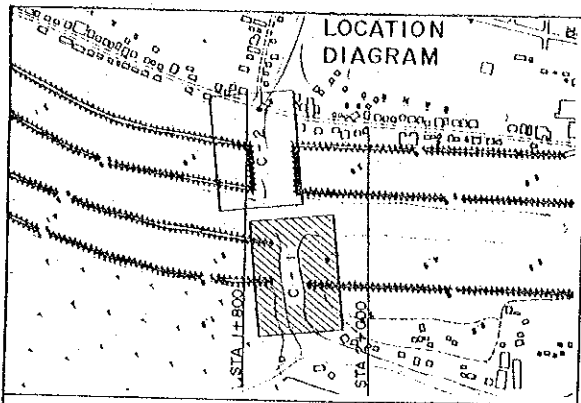 LOCATION
DIAGRAM
C-2
C-1
STA. 1+800
STA. 2+000